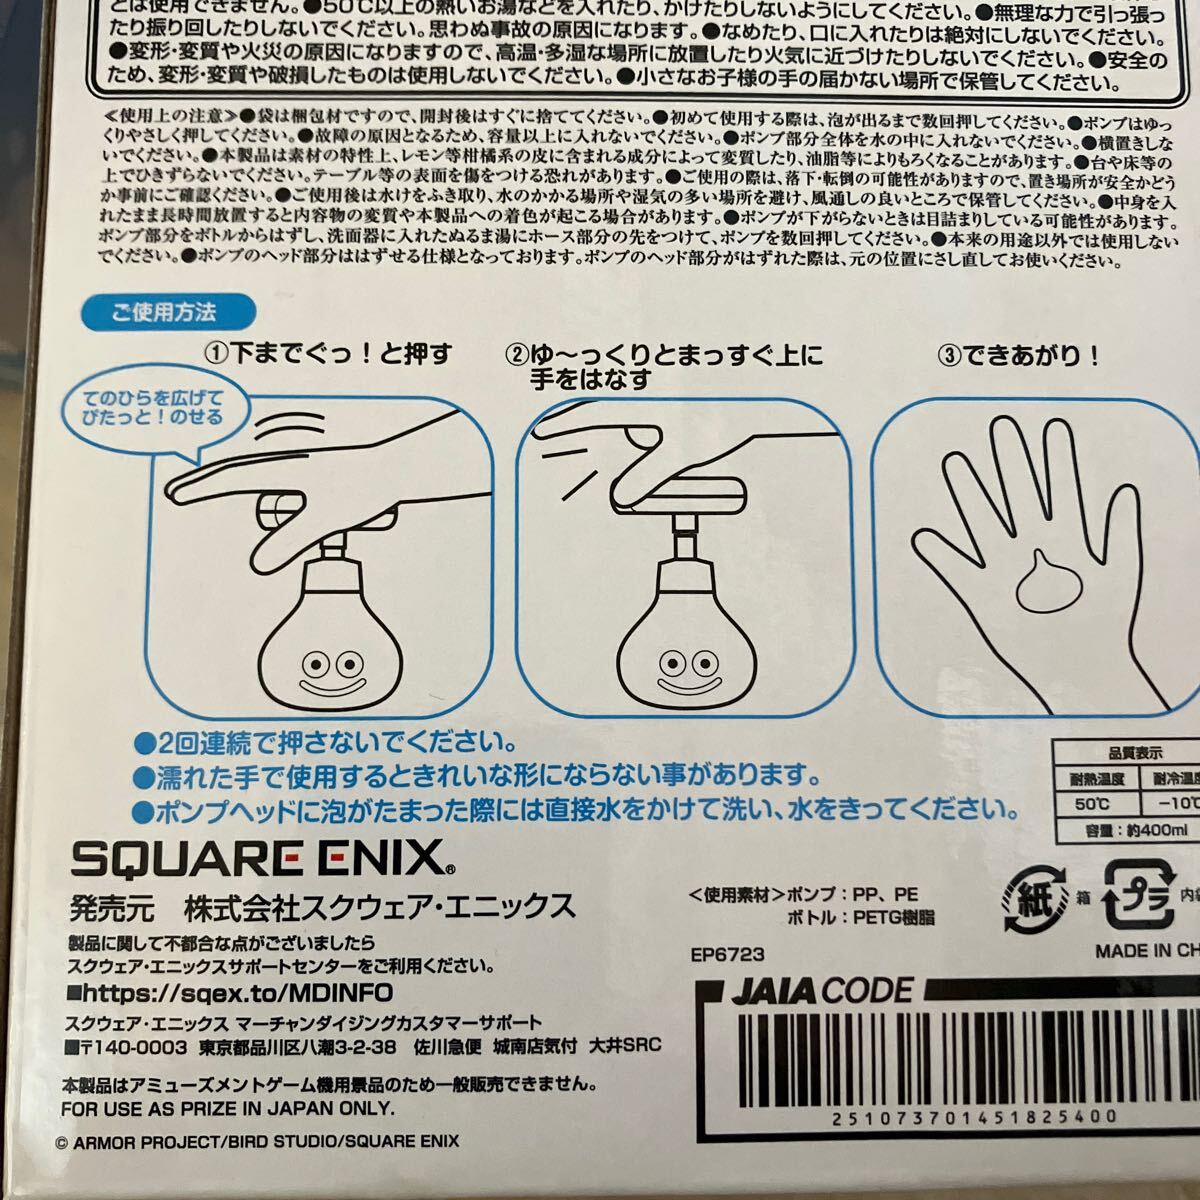 とは使用できません。●50℃以上の熱いお湯などを入れたり、かけたりしないようにしてください。●無理な力で引っ張っ
たり振り回したりしないでください。思わぬ事故の原因になります。●なめたり、口に入れたりは絶対にしないでください。
●変形・変質や火災の原因になりますので、高温・多湿な場所に放置したり火気に近づけたりしないでください。●安全の
ため、変形・変質や破損したものは使用しないでください。●小さなお子様の手の届かない場所で保管してください。
≪使用上の注意≫●袋は梱包材ですので、開封後はすぐに捨ててください。●初めて使用する際は、泡が出るまで数回押してください。●ポンプはゆっ
くりやさしく押してください。●故障の原因となるため、容量以上に入れないでください。●ポンプ部分全体を水の中に入れないでください。●横置きしな
いでください。●本製品は素材の特性上、レモン等柑橘系の皮に含まれる成分によって変質したり、油脂等によりもろくなることがあります。●台や床等の
上でひきずらないでください。テーブル等の表面を傷をつける恐れがあります。●ご使用の際は、落下・転倒の可能性がありますので、置き場所が安全かどう
か事前にご確認ください。●ご使用後は水けをふき取り、水のかかる場所や湿気の多い場所を避け、風通しの良いところで保管してください。●中身を入
れたまま長時間放置すると内容物の変質や本製品への着色が起こる場合があります。●ポンプが下がらないときは目詰まりしている可能性があります。
ポンプ部分をボトルからはずし、洗面器に入れたぬるま湯にホース部分の先をつけて、ポンプを数回押してください。●本来の用途以外では使用しない
でください。●ポンプのヘッド部分ははずせる仕様となっております。ポンプのヘッド部分がはずれた際は、元の位置にさし直してお使いください。
ご使用方法
①下までぐっ!と押す
てのひらを広げて
ぴたっと!のせる
②ゆ〜っくりとまっすぐ上に
手をはなす
③できあがり!
●2回連続で押さないでください。
●濡れた手で使用するときれいな形にならない事があります。
●ポンプヘッドに泡がたまった際には直接水をかけて洗い、水をきってください。
品質表示
耐熱温度 耐冷温度
50℃ −10℃
容量:約400ml
SQUARE ENIX®
発売元 株式会社スクウェア・エニックス
製品に関して不都合な点がございましたら
スクウェア・エニックスサポートセンターをご利用ください。
■https://sqex.to/MDINFO
スクウェア・エニックス マーチャンダイジングカスタマーサポート
■〒140-0003 東京都品川区八潮3-2-38 佐川急便 城南店気付 大井SRC
本製品はアミューズメントゲーム機用景品のため一般販売できません。
FOR USE AS PRIZE IN JAPAN ONLY.
© ARMOR PROJECT/BIRD STUDIO/SQUARE ENIX
<使用素材>ポンプ:PP、PE
ボトル:PETG樹脂
紙 箱 プラ 内
EP6723
MADE IN CH
JAIA CODE
251073701451825400